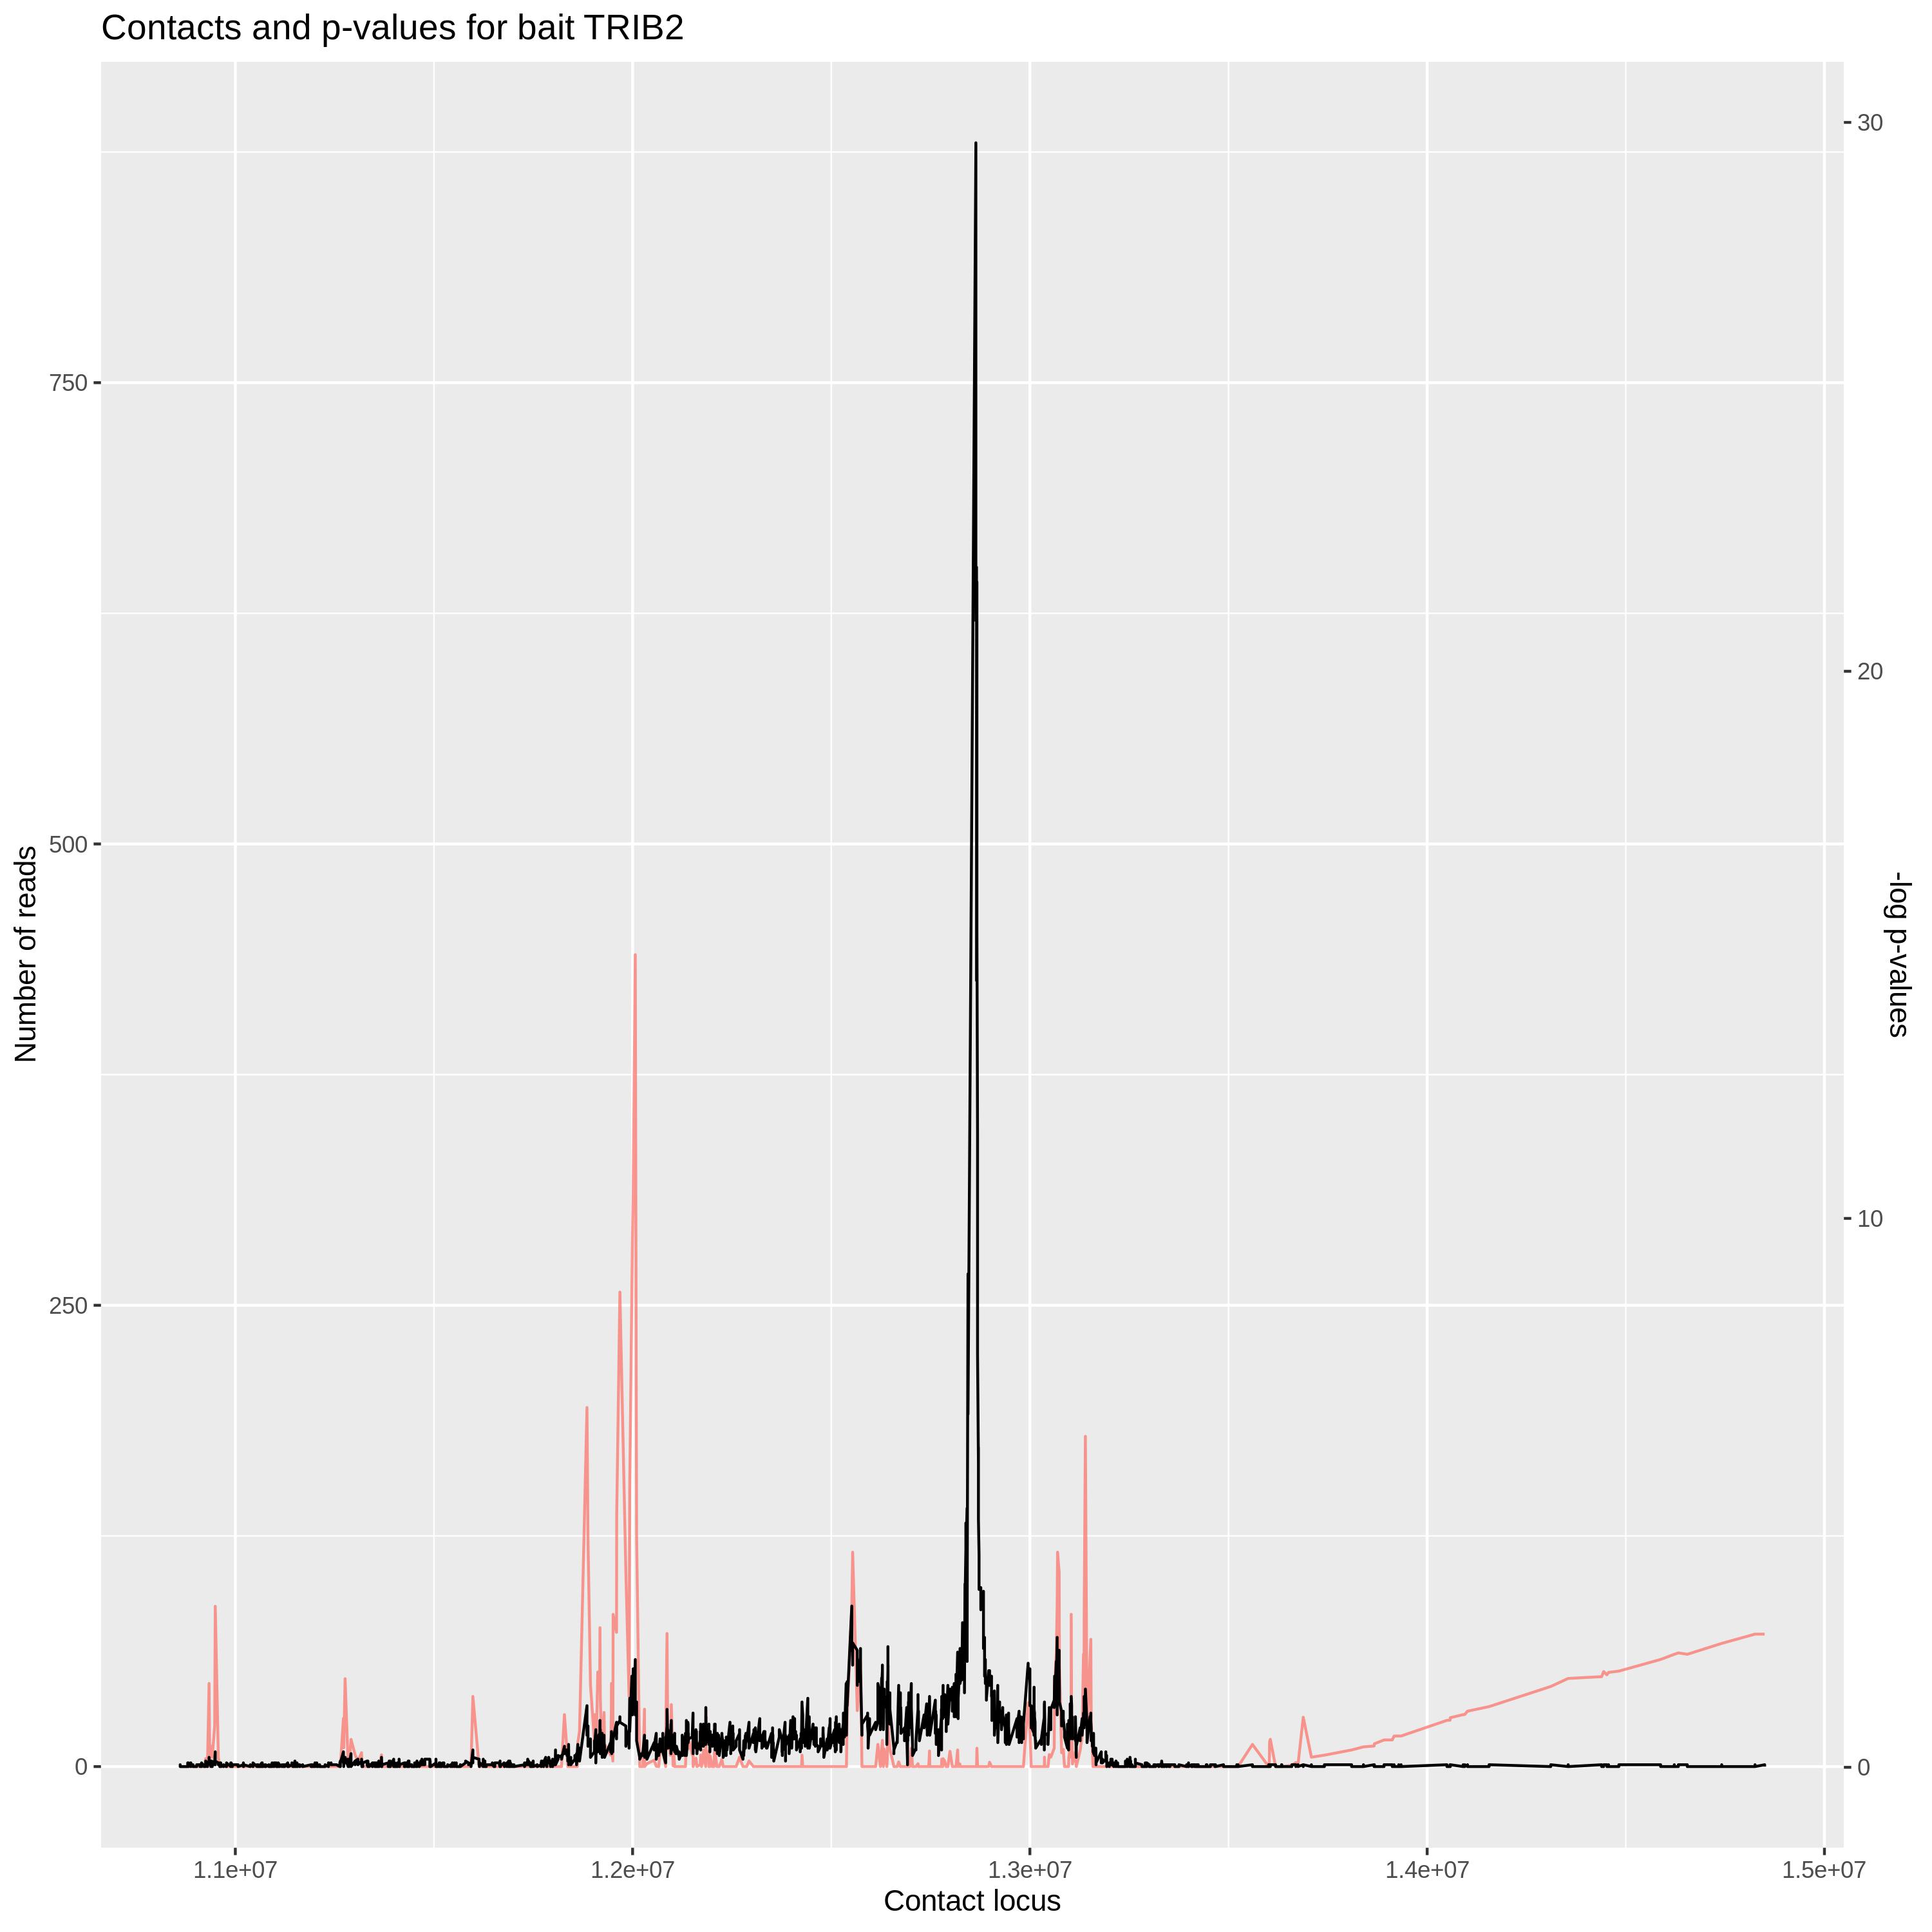 Contacts and p-values for bait TRIB2
30
750
20
500
Number of reads
-log p-values
10
250
0
0
1.1e+07
1.2e+07
1.3e+07
1.4e+07
1.5e+07
Contact locus